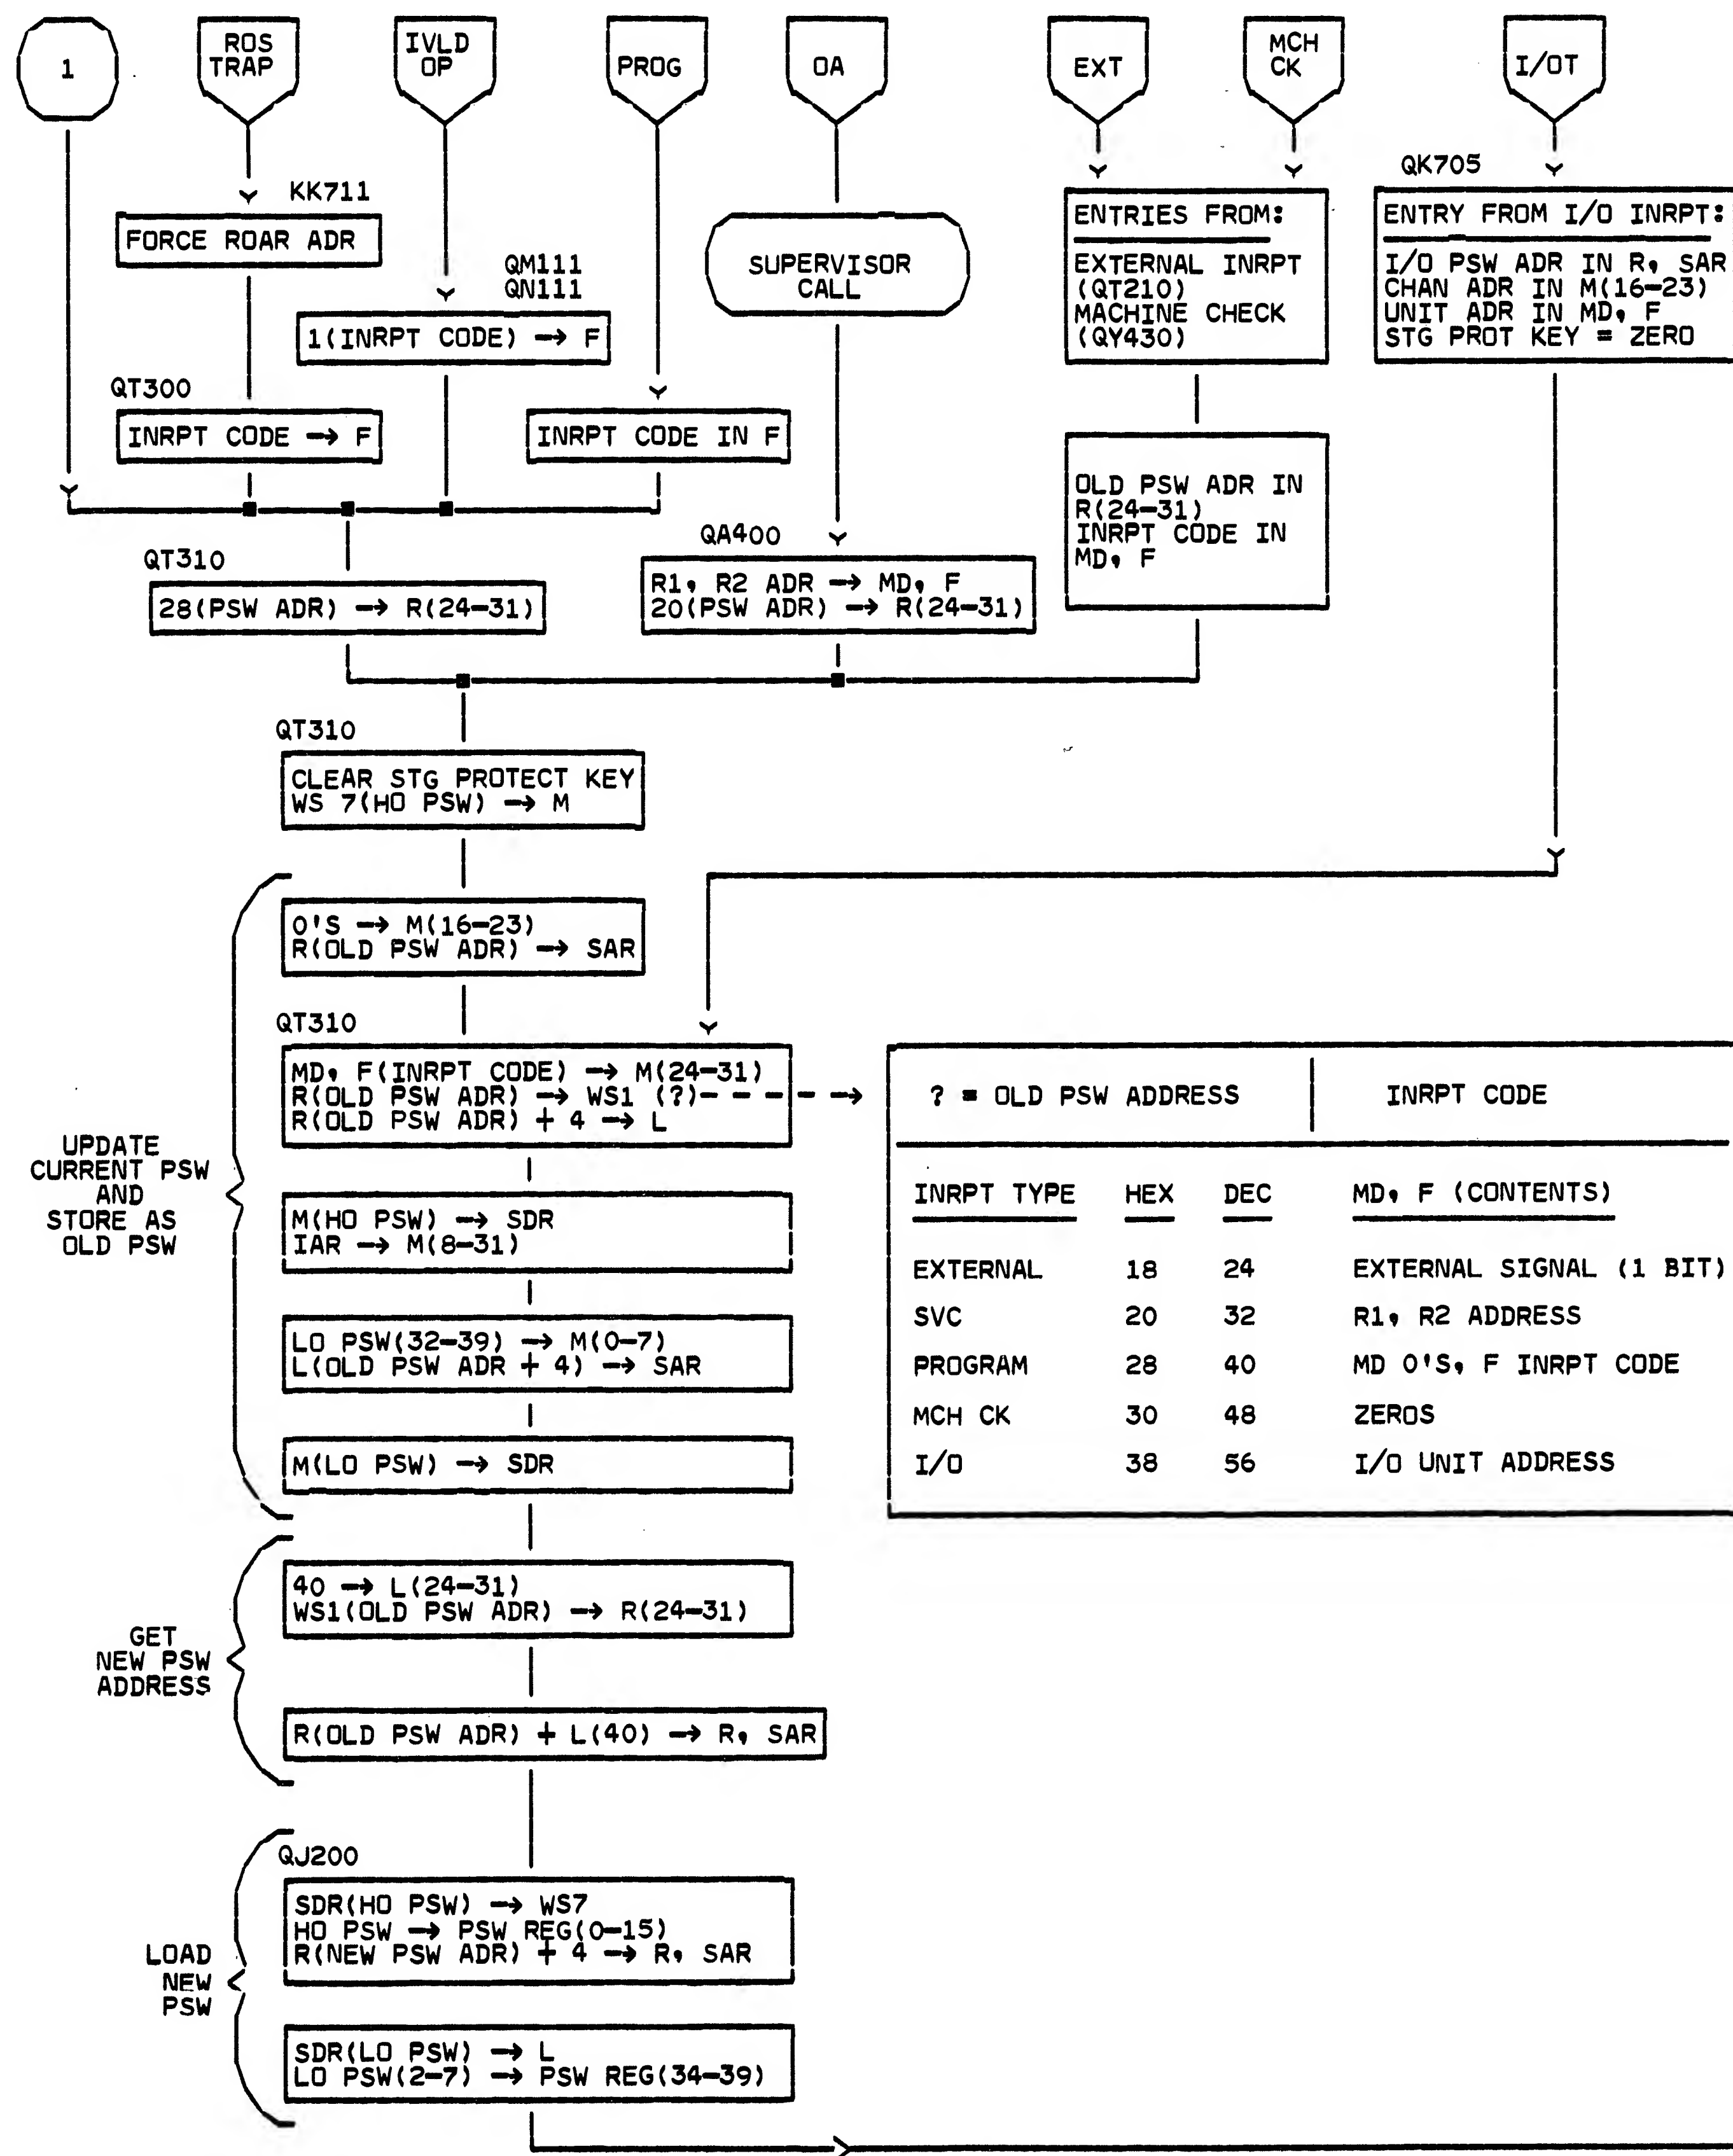 1
ROS
TRAP
IVLD
OP
PROG
OA
EXT
MCH
CK
I/OT
KK711
FORCE ROAR ADR
QM111
QN111
1(INRPT CODE) → F
QT300
INRPT CODE → F
INRPT CODE IN F
SUPERVISOR
CALL
ENTRIES FROM:
EXTERNAL INRPT
(QT210)
MACHINE CHECK
(QY430)
QK705
ENTRY FROM I/O INRPT:
I/O PSW ADR IN R, SAR
CHAN ADR IN M(16-23)
UNIT ADR IN MD, F
STG PROT KEY = ZERO
OLD PSW ADR IN
R(24-31)
INRPT CODE IN
MD, F
QT310
28(PSW ADR) → R(24-31)
QA400
R1, R2 ADR → MD, F
20(PSW ADR) → R(24-31)
QT310
CLEAR STG PROTECT KEY
WS 7(HO PSW) → M
O'S → M(16-23)
R(OLD PSW ADR) → SAR
QT310
MD, F(INRPT CODE) → M(24-31)
R(OLD PSW ADR) → WS1 (?)- - - - - →
R(OLD PSW ADR) + 4 → L
UPDATE
CURRENT PSW
AND
STORE AS
OLD PSW
M(HO PSW) → SDR
IAR → M(8-31)
LO PSW(32-39) → M(0-7)
L(OLD PSW ADR + 4) → SAR
M(LO PSW) → SDR
? = OLD PSW ADDRESS INRPT CODE
INRPT TYPE HEX DEC MD, F (CONTENTS)
EXTERNAL 18 24 EXTERNAL SIGNAL (1 BIT)
SVC 20 32 R1, R2 ADDRESS
PROGRAM 28 40 MD O'S, F INRPT CODE
MCH CK 30 48 ZEROS
I/O 38 56 I/O UNIT ADDRESS
GET
NEW PSW
ADDRESS
40 → L(24-31)
WS1(OLD PSW ADR) → R(24-31)
R(OLD PSW ADR) + L(40) → R, SAR
LOAD
NEW
PSW
QJ200
SDR(HO PSW) → WS7
HO PSW → PSW REG(0-15)
R(NEW PSW ADR) + 4 → R, SAR
SDR(LO PSW) → L
LO PSW(2-7) → PSW REG(34-39)